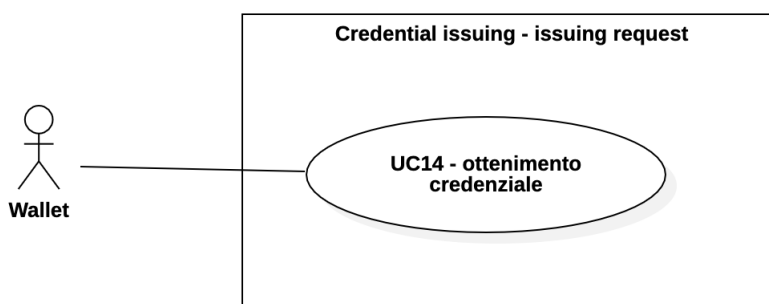 Credential issuing - issuing request
UC14 - ottenimento
credenziale
Wallet